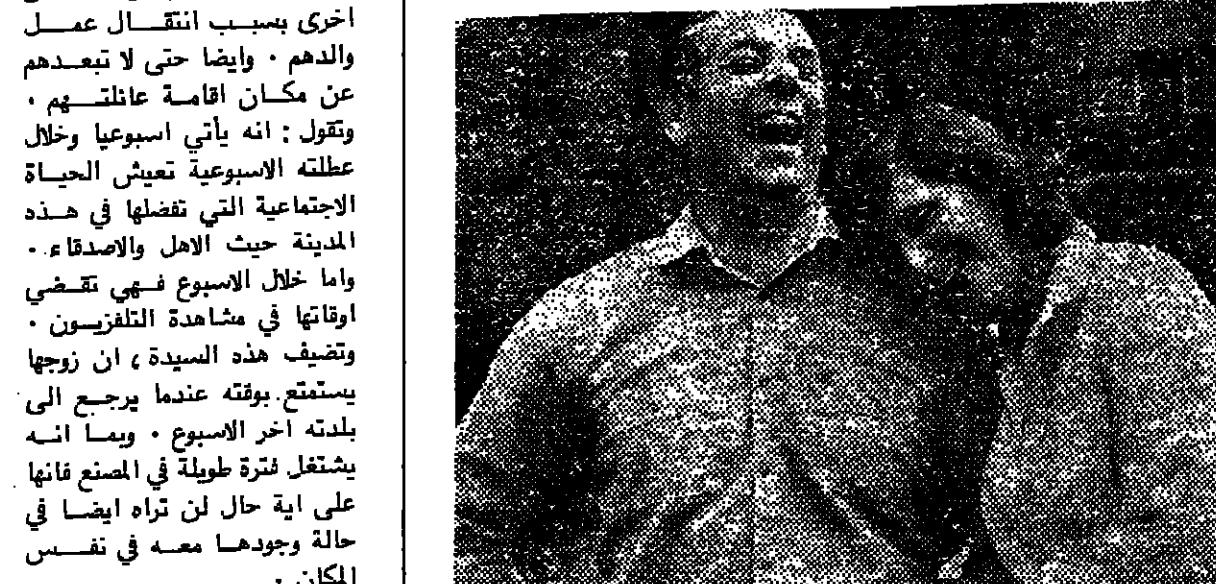 اخرى بسبب انتقال عمل
والدهم . وايضا حتى لا تبعدهم
عن مكان اقامة عائلتهم .
وتقول : انه يأتي اسبوعيا وخلال
عطلته الاسبوعية تعيش الحياة
الاجتماعية التي تفضلها في هذه
المدينة حيث الاهل والاصدقاء .
واما خلال الاسبوع فهي تقضي
اوقاتها في مشاهدة التلفزيون .
وتضيف هذه السيدة ، ان زوجها
يستمتع بوقته عندما يرجع الى
بلدته اخر الاسبوع . وبما انه
يشتغل فترة طويلة في المصنع فانها
على اية حال لن تراه ايضا في
حالة وجودها معه في نفس
المكان .